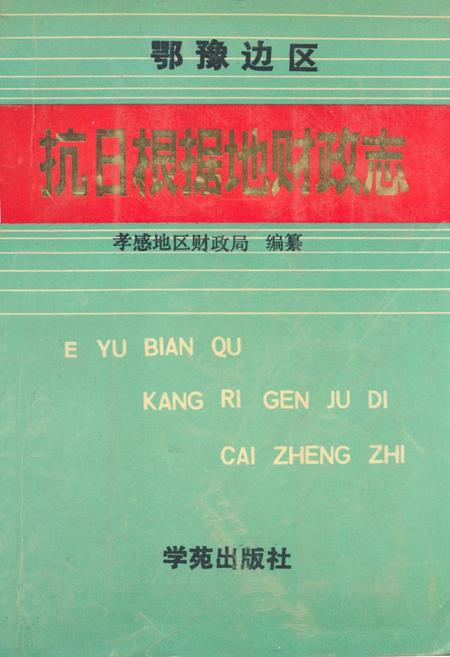 鄂豫边区
抗日根据地财政志
孝感地区财政局 编纂
E YU BIAN QU
KANG RI GEN JU DI
CAI ZHENG ZHI
学苑出版社